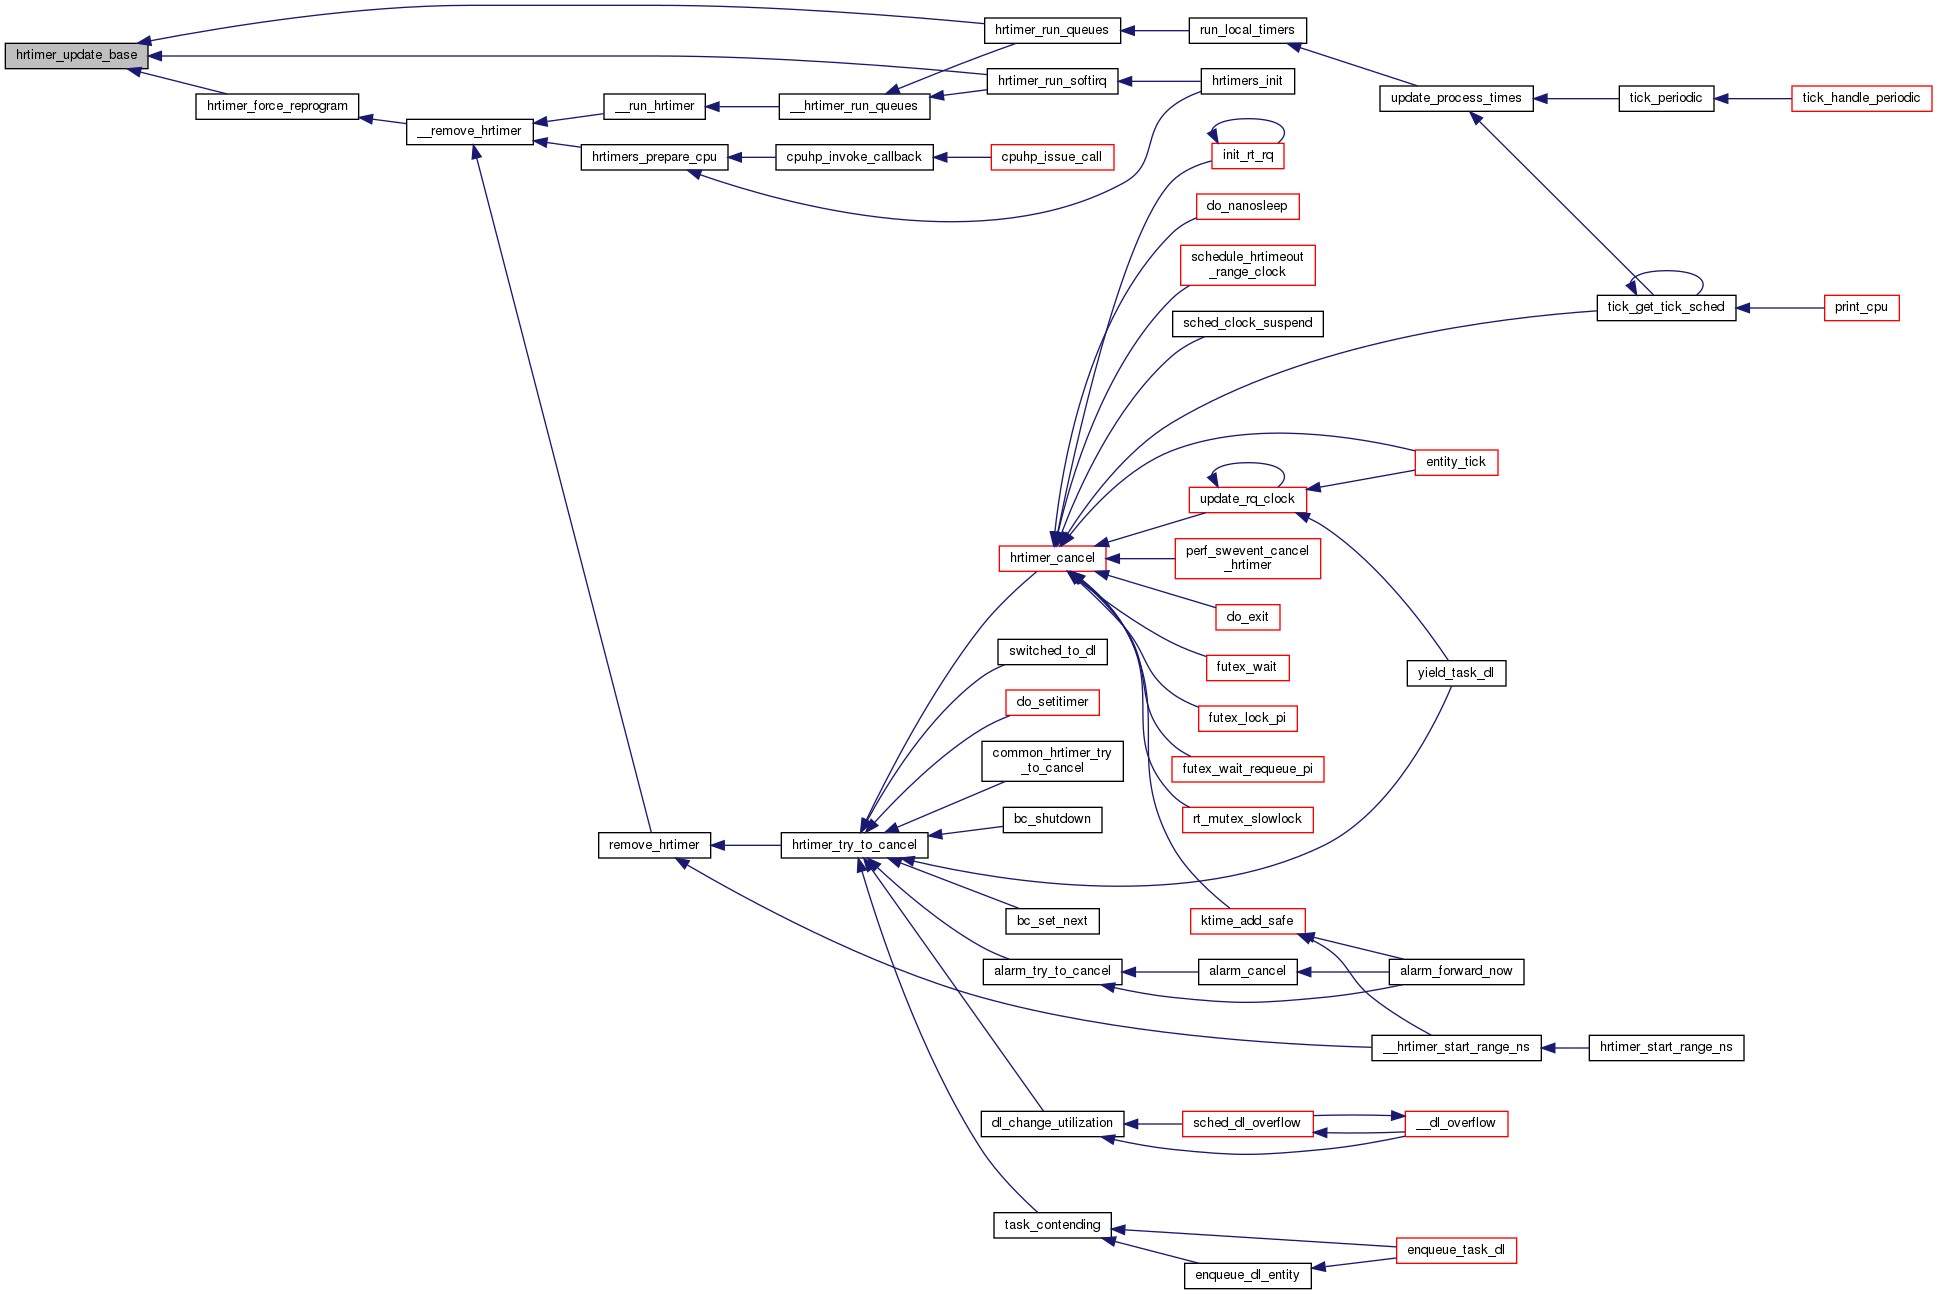 hrtimer_run_queues
run_local_timers
hrtimer_update_base
hrtimer_run_softirq
hrtimers_init
hrtimer_force_reprogram
__run_hrtimer
__hrtimer_run_queues
update_process_times
tick_periodic
tick_handle_periodic
__remove_hrtimer
hrtimers_prepare_cpu
cpuhp_invoke_callback
cpuhp_issue_call
init_rt_rq
do_nanosleep
schedule_hrtimeout
_range_clock
sched_clock_suspend
tick_get_tick_sched
print_cpu
entity_tick
update_rq_clock
hrtimer_cancel
perf_swevent_cancel
_hrtimer
do_exit
switched_to_dl
futex_wait
yield_task_dl
do_setitimer
futex_lock_pi
common_hrtimer_try
_to_cancel
futex_wait_requeue_pi
bc_shutdown
rt_mutex_slowlock
remove_hrtimer
hrtimer_try_to_cancel
bc_set_next
ktime_add_safe
alarm_try_to_cancel
alarm_cancel
alarm_forward_now
__hrtimer_start_range_ns
hrtimer_start_range_ns
dl_change_utilization
sched_dl_overflow
__dl_overflow
task_contending
enqueue_task_dl
enqueue_dl_entity